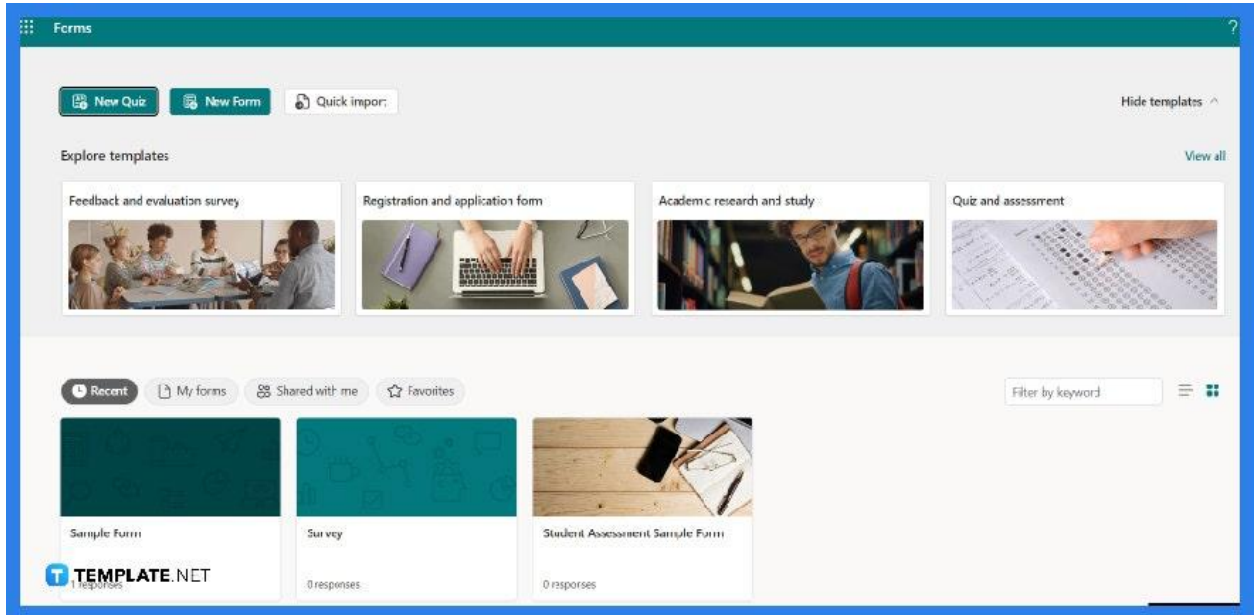 Forms
?
New Quiz
New Form
Quick import
Hide templates
Explore templates
View all
Feedback and evaluation survey
Registration and application form
Academic research and study
Quiz and assessment
Recent
My forms
Shared with me
Favorites
Filter by keyword
Sample Form
Survey
Student Assessment Sample Form
1 responses
0 responses
0 responses
T TEMPLATE.NET